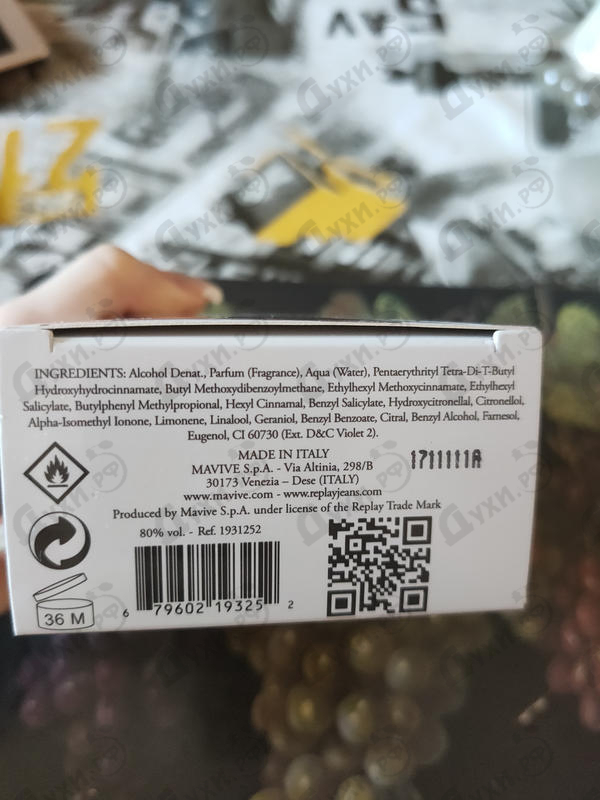 INGREDIENTS: Alcohol Denat., Parfum (Fragrance), Aqua (Water), Pentaerythrityl Tetra-Di-T-Butyl
Hydroxyhydrocinnamate, Butyl Methoxydibenzoylmethane, Ethylhexyl Methoxycinnamate, Ethylhexyl
Salicylate, Butylphenyl Methylpropional, Hexyl Cinnamal, Benzyl Salicylate, Hydroxycitronellal, Citronellol,
Alpha-Isomethyl Ionone, Limonene, Linalool, Geraniol, Benzyl Benzoate, Citral, Benzyl Alcohol, Farnesol,
Eugenol, CI 60730 (Ext. D&C Violet 2).
MADE IN ITALY
MAVIVE S.p.A. - Via Altinia, 298/B
30173 Venezia – Dese (ITALY)
www.mavive.com - www.replayjeans.com
1711111A
Produced by Mavive S.p.A. under license of the Replay Trade Mark
80% vol. - Ref. 1931252
6 79602 19325 2
36 M
Духи.РФ